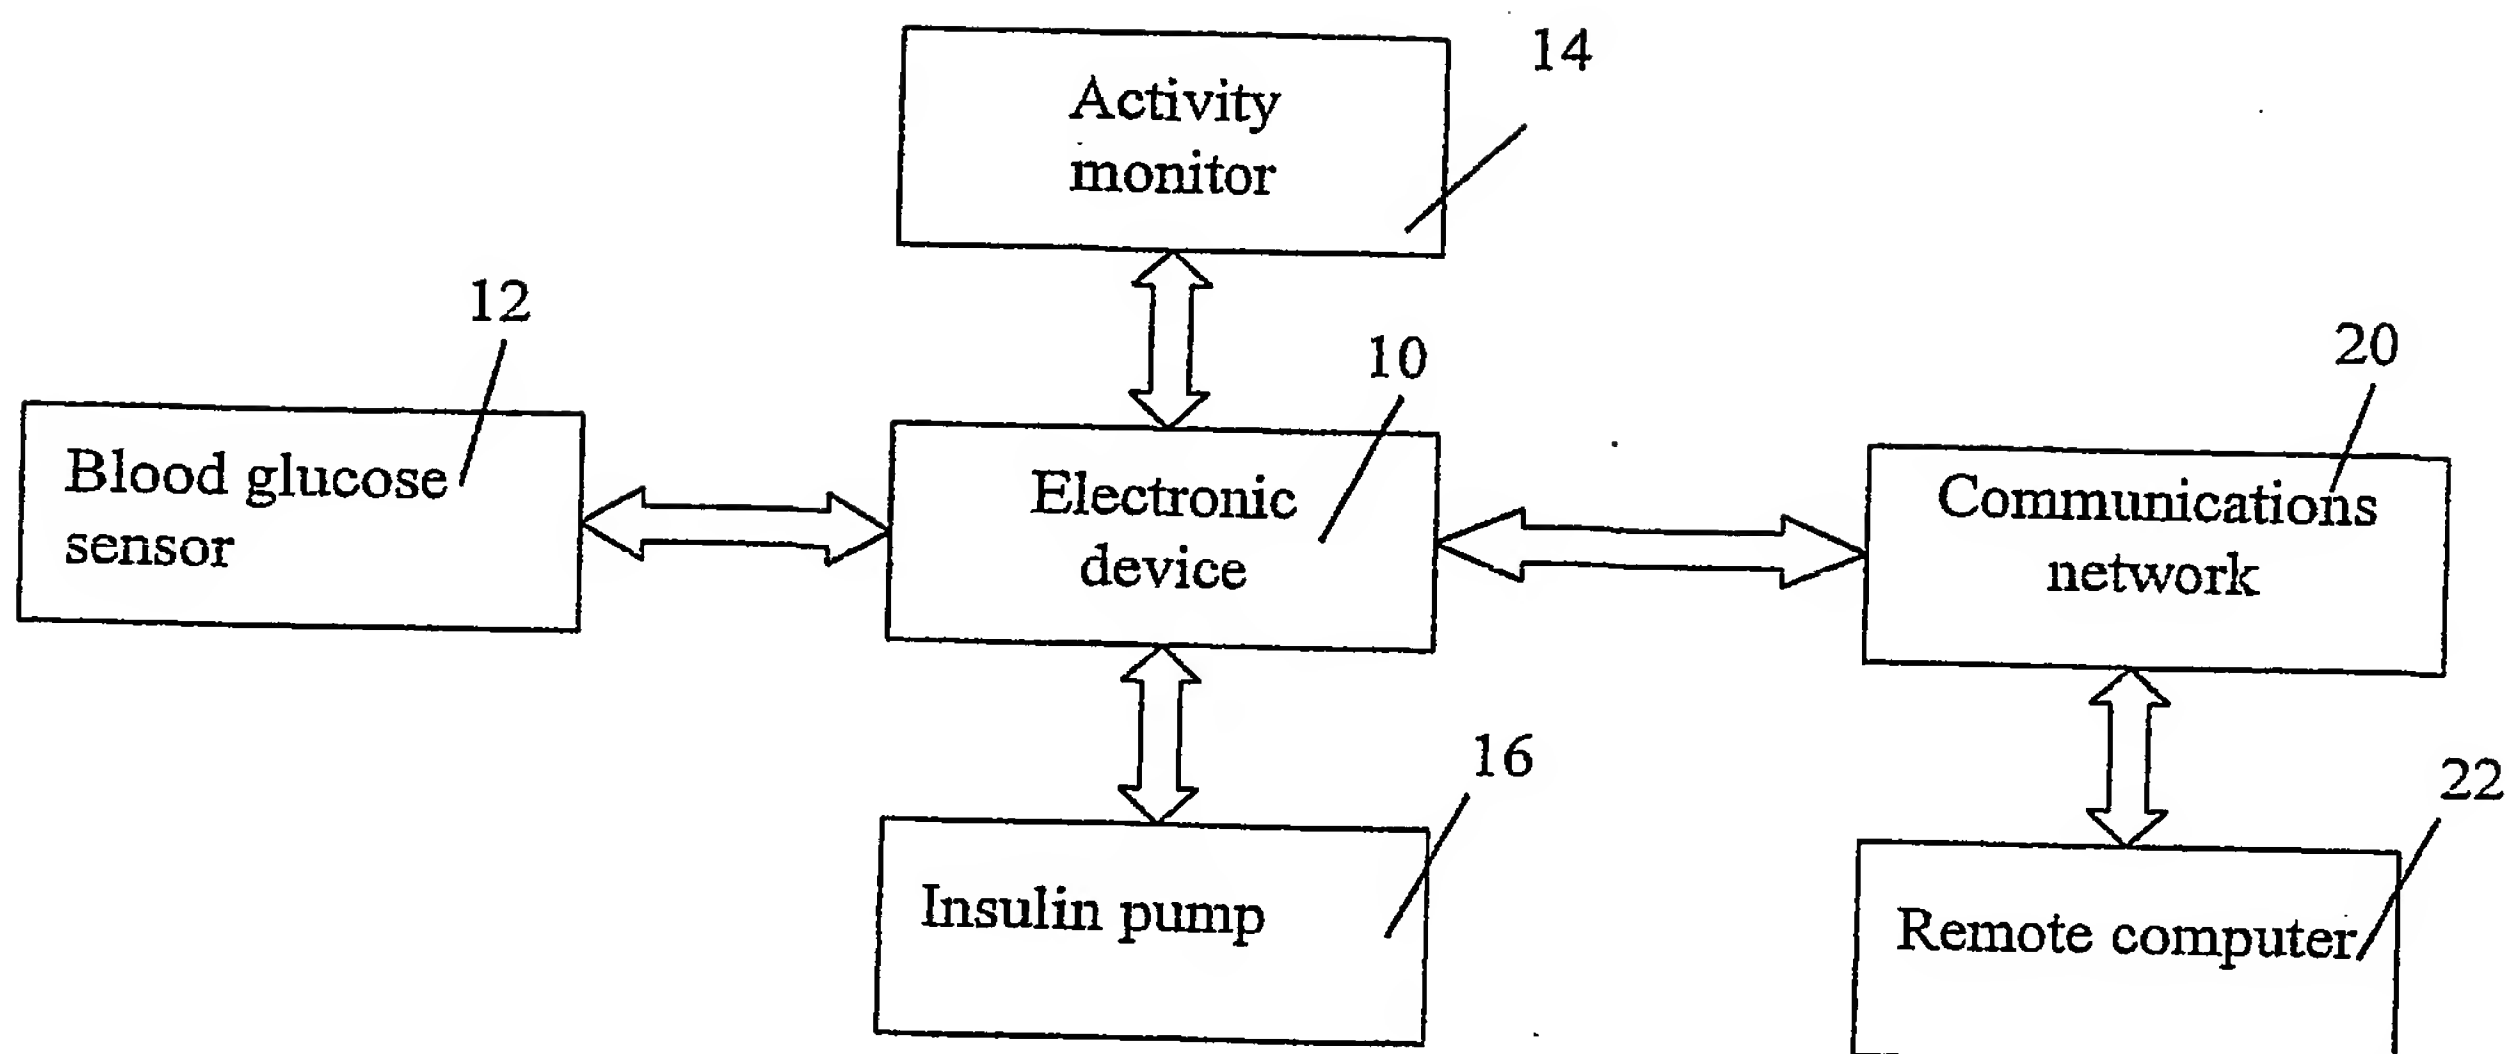 14
Activity
monitor
12
10
20
Blood glucose
sensor
Electronic
device
Communications
network
16
22
Insulin pump
Remote computer